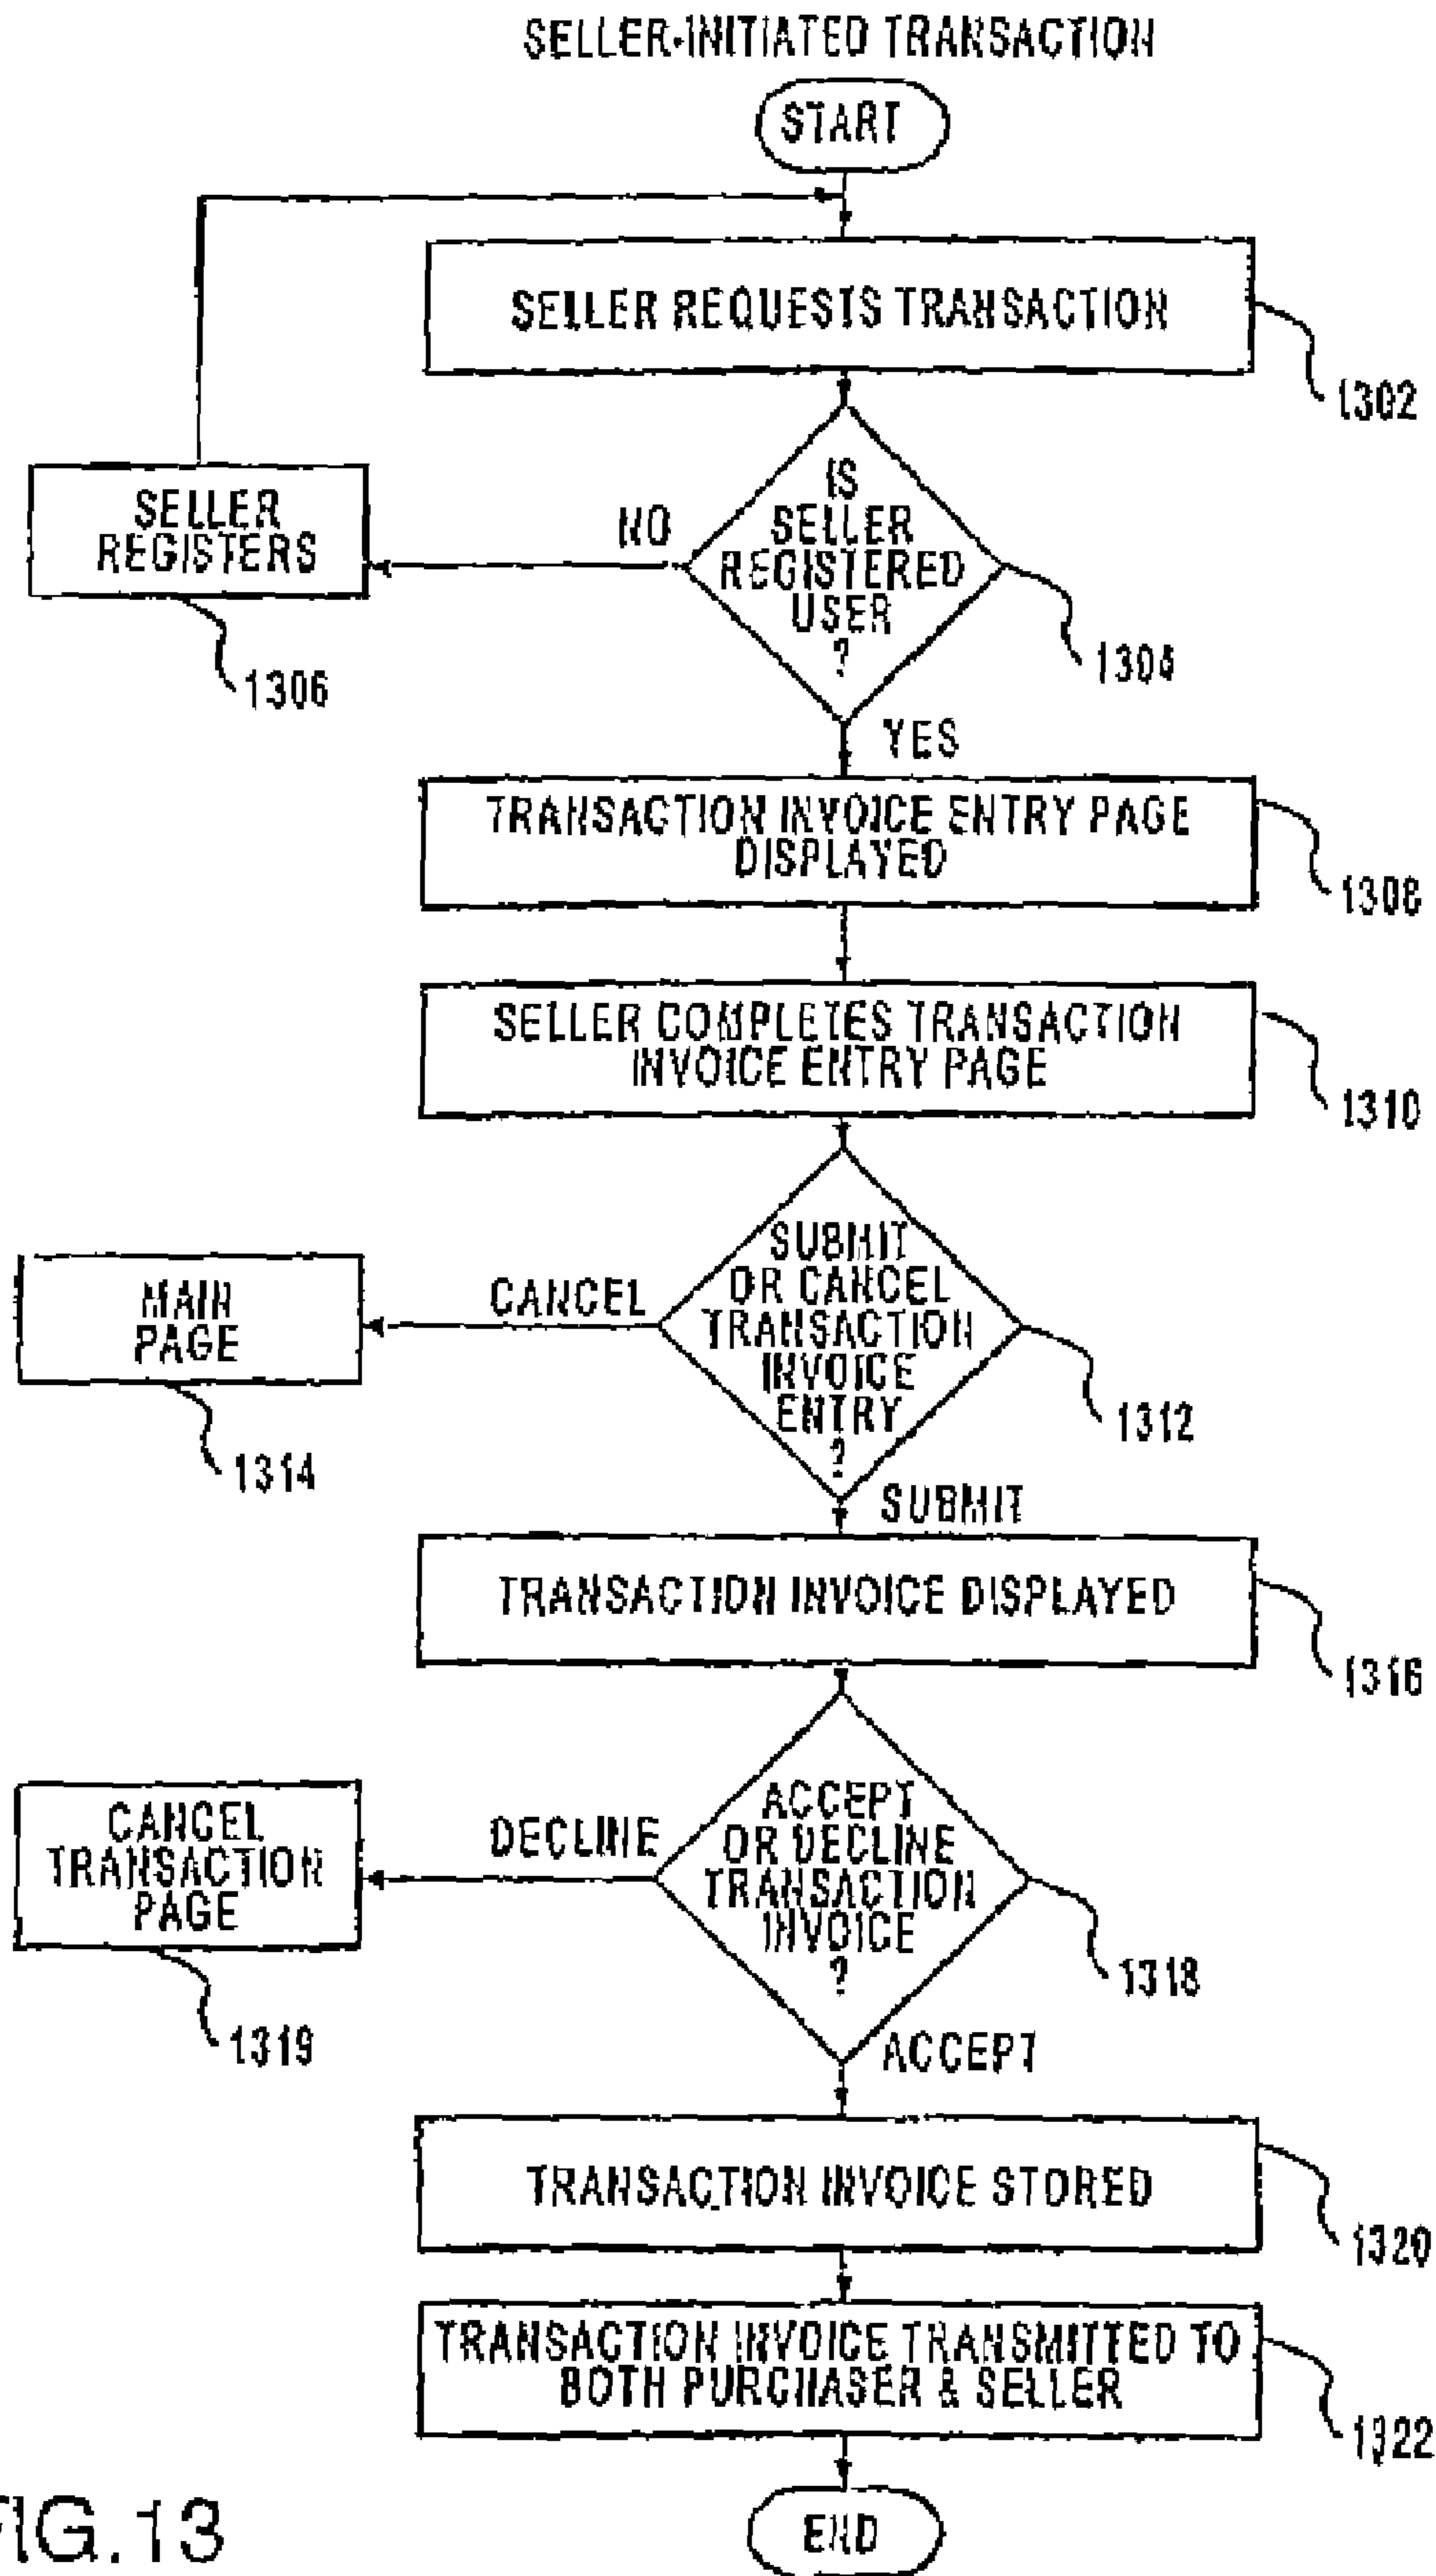 SELLER-INITIATED TRANSACTION
START
SELLER REQUESTS TRANSACTION
1302
SELLER
REGISTERS
1306
NO
IS
SELLER
REGISTERED
USER
?
1304
YES
TRANSACTION INVOICE ENTRY PAGE
DISPLAYED
1308
SELLER COMPLETES TRANSACTION
INVOICE ENTRY PAGE
1310
MAIN
PAGE
1314
CANCEL
SUBMIT
OR CANCEL
TRANSACTION
INVOICE
ENTRY
?
1312
SUBMIT
TRANSACTION INVOICE DISPLAYED
1316
CANCEL
TRANSACTION
PAGE
1319
DECLINE
ACCEPT
OR DECLINE
TRANSACTION
INVOICE
?
1318
ACCEPT
TRANSACTION INVOICE STORED
1320
TRANSACTION INVOICE TRANSMITTED TO
BOTH PURCHASER & SELLER
1322
END
FIG.13